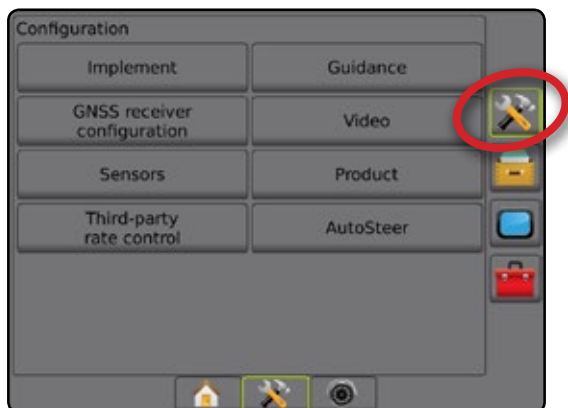 Configuration
Implement
Guidance
GNSS receiver
configuration
Video
Sensors
Product
Third-party
rate control
AutoSteer